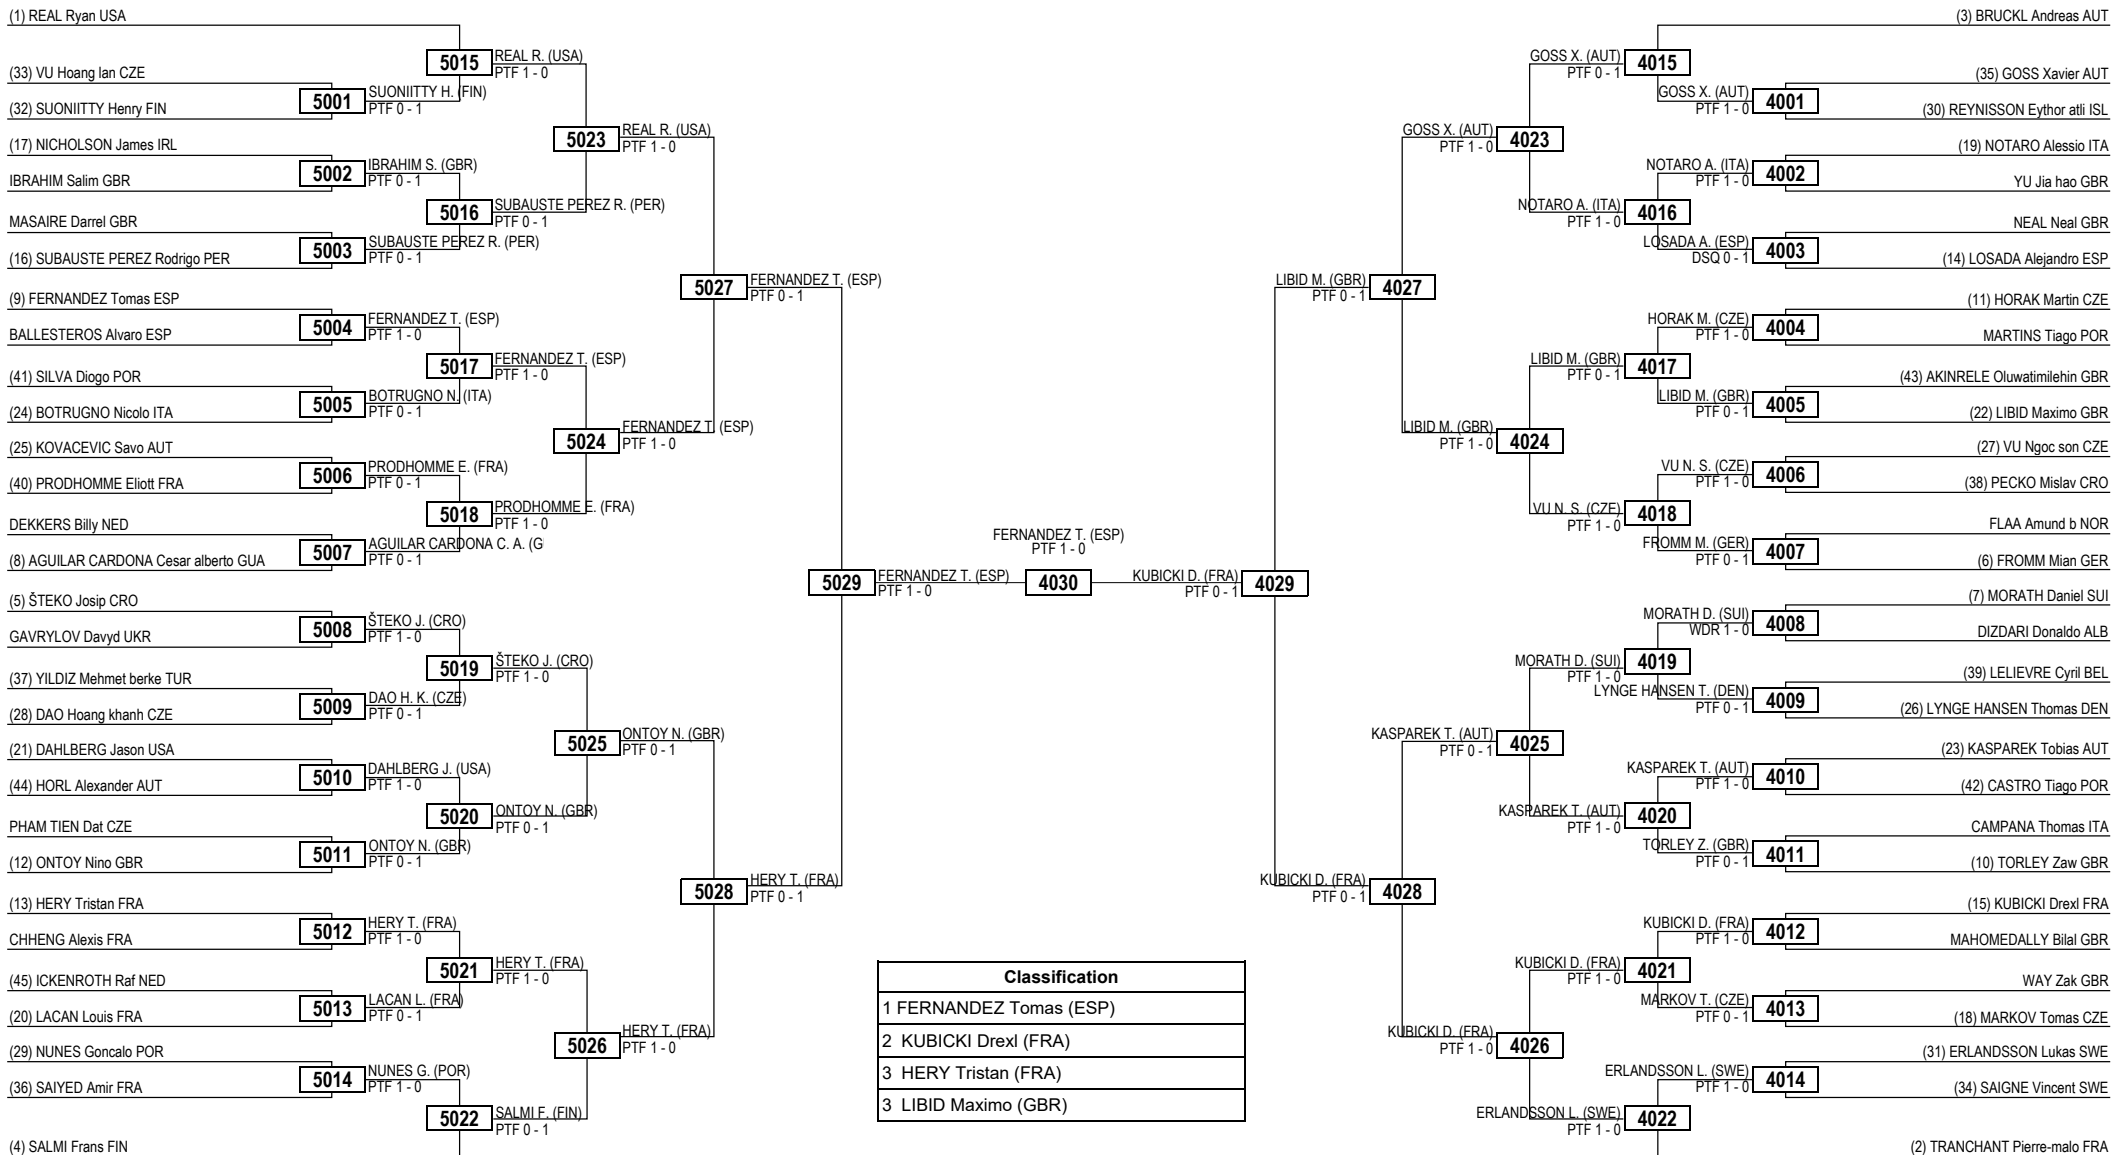 (1) REAL Ryan USA
(33) VU Hoang lan CZE
(32) SUONIITTY Henry FIN
(17) NICHOLSON James IRL
IBRAHIM Salim GBR
MASAIRE Darrel GBR
(16) SUBAUSTE PEREZ Rodrigo PER
(9) FERNANDEZ Tomas ESP
BALLESTEROS Alvaro ESP
(41) SILVA Diogo POR
(24) BOTRUGNO Nicolo ITA
(25) KOVACEVIC Savo AUT
(40) PRODHOMME Eliott FRA
DEKKERS Billy NED
(8) AGUILAR CARDONA Cesar alberto GUA
(5) ŠTEKO Josip CRO
GAVRYLOV Davyd UKR
(37) YILDIZ Mehmet berke TUR
(28) DAO Hoang khanh CZE
(21) DAHLBERG Jason USA
(44) HORL Alexander AUT
PHAM TIEN Dat CZE
(12) ONTOY Nino GBR
(13) HERY Tristan FRA
CHHENG Alexis FRA
(45) ICKENROTH Raf NED
(20) LACAN Louis FRA
(29) NUNES Goncalo POR
(36) SAIYED Amir FRA
(4) SALMI Frans FIN
5001
SUONIITTY H. (FIN)
PTF 0 - 1
5002
IBRAHIM S. (GBR)
PTF 0 - 1
5003
SUBAUSTE PEREZ R. (PER)
PTF 0 - 1
5004
FERNANDEZ T. (ESP)
PTF 1 - 0
5005
BOTRUGNO N. (ITA)
PTF 0 - 1
5006
PRODHOMME E. (FRA)
PTF 0 - 1
5007
AGUILAR CARDONA C. A. (G
PTF 0 - 1
5008
ŠTEKO J. (CRO)
PTF 1 - 0
5009
DAO H. K. (CZE)
PTF 0 - 1
5010
DAHLBERG J. (USA)
PTF 1 - 0
5011
ONTOY N. (GBR)
PTF 0 - 1
5012
HERY T. (FRA)
PTF 1 - 0
5013
LACAN L. (FRA)
PTF 0 - 1
5014
NUNES G. (POR)
PTF 1 - 0
5015
REAL R. (USA)
PTF 1 - 0
5016
SUBAUSTE PEREZ R. (PER)
PTF 0 - 1
5017
FERNANDEZ T. (ESP)
PTF 1 - 0
5018
PRODHOMME E. (FRA)
PTF 1 - 0
5019
ŠTEKO J. (CRO)
PTF 1 - 0
5020
ONTOY N. (GBR)
PTF 0 - 1
5021
HERY T. (FRA)
PTF 1 - 0
5022
SALMI F. (FIN)
PTF 0 - 1
5023
REAL R. (USA)
PTF 1 - 0
5024
FERNANDEZ T. (ESP)
PTF 1 - 0
5025
ONTOY N. (GBR)
PTF 0 - 1
5026
HERY T. (FRA)
PTF 1 - 0
5027
FERNANDEZ T. (ESP)
PTF 0 - 1
5028
HERY T. (FRA)
PTF 0 - 1
5029
FERNANDEZ T. (ESP)
PTF 1 - 0
FERNANDEZ T. (ESP)
PTF 1 - 0
4030
KUBICKI D. (FRA)
PTF 0 - 1
4029
LIBID M. (GBR)
PTF 0 - 1
4027
KUBICKI D. (FRA)
PTF 0 - 1
4028
GOSS X. (AUT)
PTF 1 - 0
4023
LIBID M. (GBR)
PTF 1 - 0
4024
KASPAREK T. (AUT)
PTF 0 - 1
4025
KUBICKI D. (FRA)
PTF 1 - 0
4026
GOSS X. (AUT)
PTF 0 - 1
4015
NOTARO A. (ITA)
PTF 1 - 0
4016
LIBID M. (GBR)
PTF 0 - 1
4017
VU N. S. (CZE)
PTF 1 - 0
4018
MORATH D. (SUI)
PTF 1 - 0
4019
KASPAREK T. (AUT)
PTF 1 - 0
4020
KUBICKI D. (FRA)
PTF 1 - 0
4021
ERLANDSSON L. (SWE)
PTF 1 - 0
4022
GOSS X. (AUT)
PTF 1 - 0
4001
NOTARO A. (ITA)
PTF 1 - 0
4002
LOSADA A. (ESP)
DSQ 0 - 1
4003
HORAK M. (CZE)
PTF 1 - 0
4004
LIBID M. (GBR)
PTF 0 - 1
4005
VU N. S. (CZE)
PTF 1 - 0
4006
FROMM M. (GER)
PTF 0 - 1
4007
MORATH D. (SUI)
WDR 1 - 0
4008
LYNGE HANSEN T. (DEN)
PTF 0 - 1
4009
KASPAREK T. (AUT)
PTF 1 - 0
4010
TORLEY Z. (GBR)
PTF 0 - 1
4011
KUBICKI D. (FRA)
PTF 1 - 0
4012
MARKOV T. (CZE)
PTF 0 - 1
4013
ERLANDSSON L. (SWE)
PTF 1 - 0
4014
(3) BRUCKL Andreas AUT
(35) GOSS Xavier AUT
(30) REYNISSON Eythor atli ISL
(19) NOTARO Alessio ITA
YU Jia hao GBR
NEAL Neal GBR
(14) LOSADA Alejandro ESP
(11) HORAK Martin CZE
MARTINS Tiago POR
(43) AKINRELE Oluwatimilehin GBR
(22) LIBID Maximo GBR
(27) VU Ngoc son CZE
(38) PECKO Mislav CRO
FLAA Amund b NOR
(6) FROMM Mian GER
(7) MORATH Daniel SUI
DIZDARI Donaldo ALB
(39) LELIEVRE Cyril BEL
(26) LYNGE HANSEN Thomas DEN
(23) KASPAREK Tobias AUT
(42) CASTRO Tiago POR
CAMPANA Thomas ITA
(10) TORLEY Zaw GBR
(15) KUBICKI Drexl FRA
MAHOMEDALLY Bilal GBR
WAY Zak GBR
(18) MARKOV Tomas CZE
(31) ERLANDSSON Lukas SWE
(34) SAIGNE Vincent SWE
(2) TRANCHANT Pierre-malo FRA
Classification
1 FERNANDEZ Tomas (ESP)
2 KUBICKI Drexl (FRA)
3 HERY Tristan (FRA)
3 LIBID Maximo (GBR)